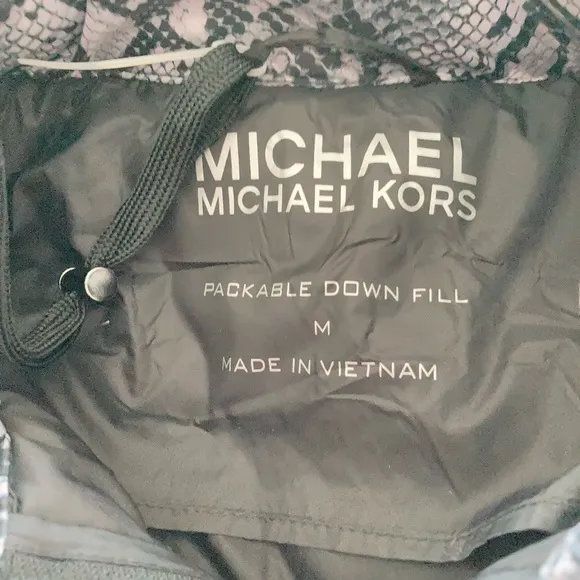 MICHAEL
MICHAEL KORS
PACKABLE DOWN FILL
M
MADE IN VIETNAM